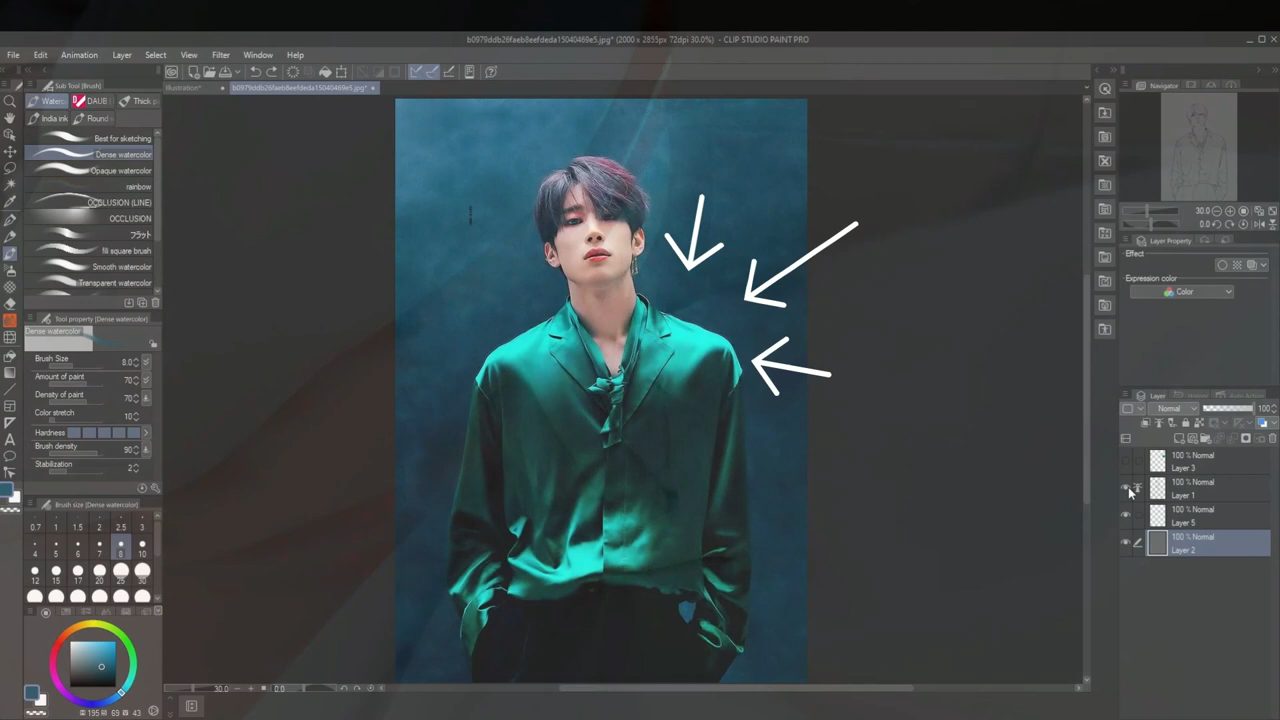 b0979ddb26faeb8eefdeda15040469e5.jpg* (2000 x 2855px 72dpi 30.0%) - CLIP STUDIO PAINT PRO
File Edit Animation Layer Select View Filter Window Help
Sub Tool [Brush]
Illustration*
b0979ddb26faeb8eefdeda15040469e5.jpg*
Waterc
DAUB
Thick p
India ink
Round
Best for sketching
Dense watercolor
Opaque watercolor
rainbow
OCCLUSION (LINE)
OCCLUSION
フラット
fill square brush
Smooth watercolor
Transparent watercolor
Tool property [Dense watercolor]
Dense watercolor
Brush Size 8.0
Amount of paint 70
Density of paint 70
Color stretch 10
Hardness
Brush density 90
Stabilization 2
Brush size [Dense watercolor]
0.7 1 1.5 2 2.5 3
4 5 6 7 8 10
12 15 17 20 25 30
195 69 43
30.0
0.0
Navigator
30.0
0.0
Layer Property
Effect
Expression color
Color
Layer
Normal 100
100 % Normal
Layer 3
100 % Normal
Layer 1
100 % Normal
Layer 5
100 % Normal
Layer 2